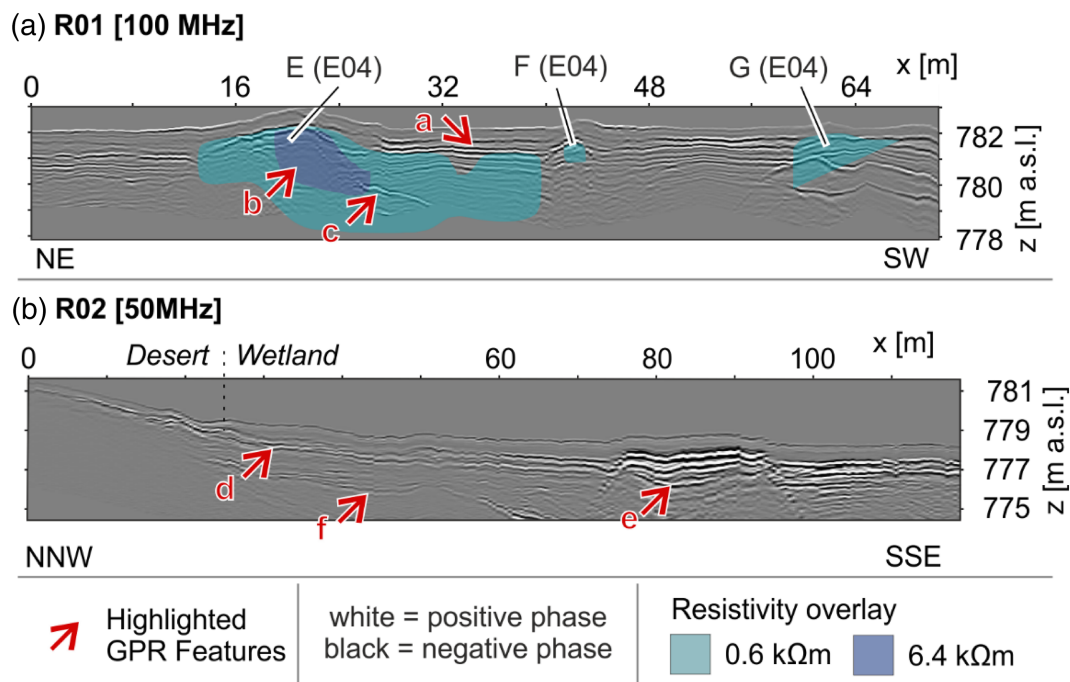 (a) R01 [100 MHz]
E (E04) F (E04) G (E04) x [m]
0 16 32 48 64
a
782
b
780
c
778
z [m a.s.l.]
NE SW
(b) R02 [50MHz]
Desert Wetland x [m]
0 60 80 100
781
779
777
775
z [m a.s.l.]
d
f
e
NNW SSE
Highlighted
GPR Features
white = positive phase
black = negative phase
Resistivity overlay
0.6 kΩm 6.4 kΩm